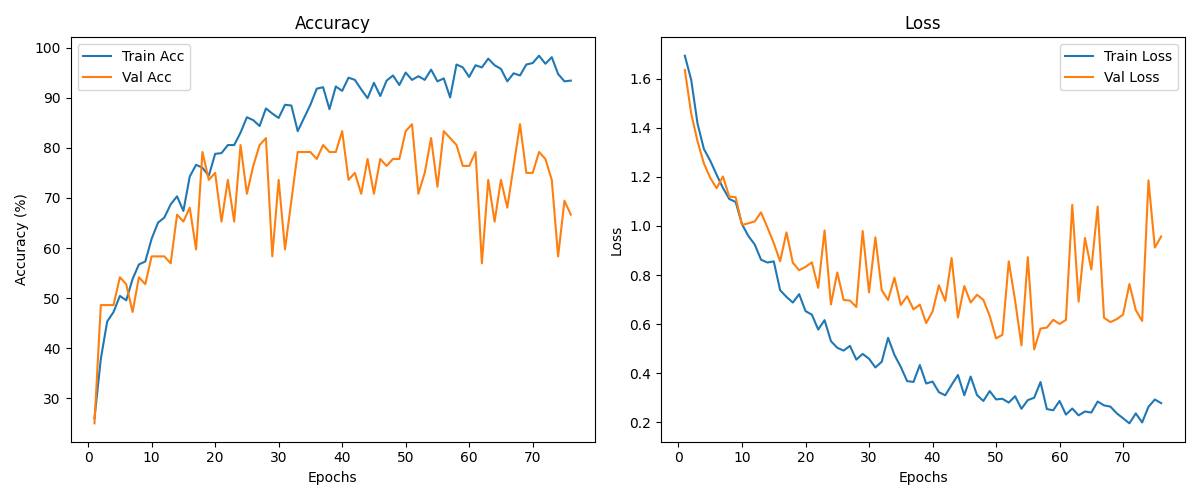 Accuracy
Train Acc
Val Acc
Accuracy (%)
100
90
80
70
60
50
40
30
0 10 20 30 40 50 60 70
Epochs
Loss
Train Loss
Val Loss
Loss
1.6
1.4
1.2
1.0
0.8
0.6
0.4
0.2
0 10 20 30 40 50 60 70
Epochs